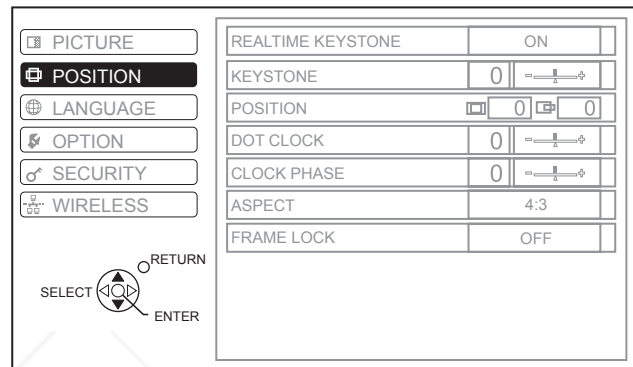 PICTURE
POSITION
LANGUAGE
OPTION
SECURITY
WIRELESS
RETURN
SELECT
ENTER
REALTIME KEYSTONE ON
KEYSTONE 0
POSITION 0 0
DOT CLOCK 0
CLOCK PHASE 0
ASPECT 4:3
FRAME LOCK OFF